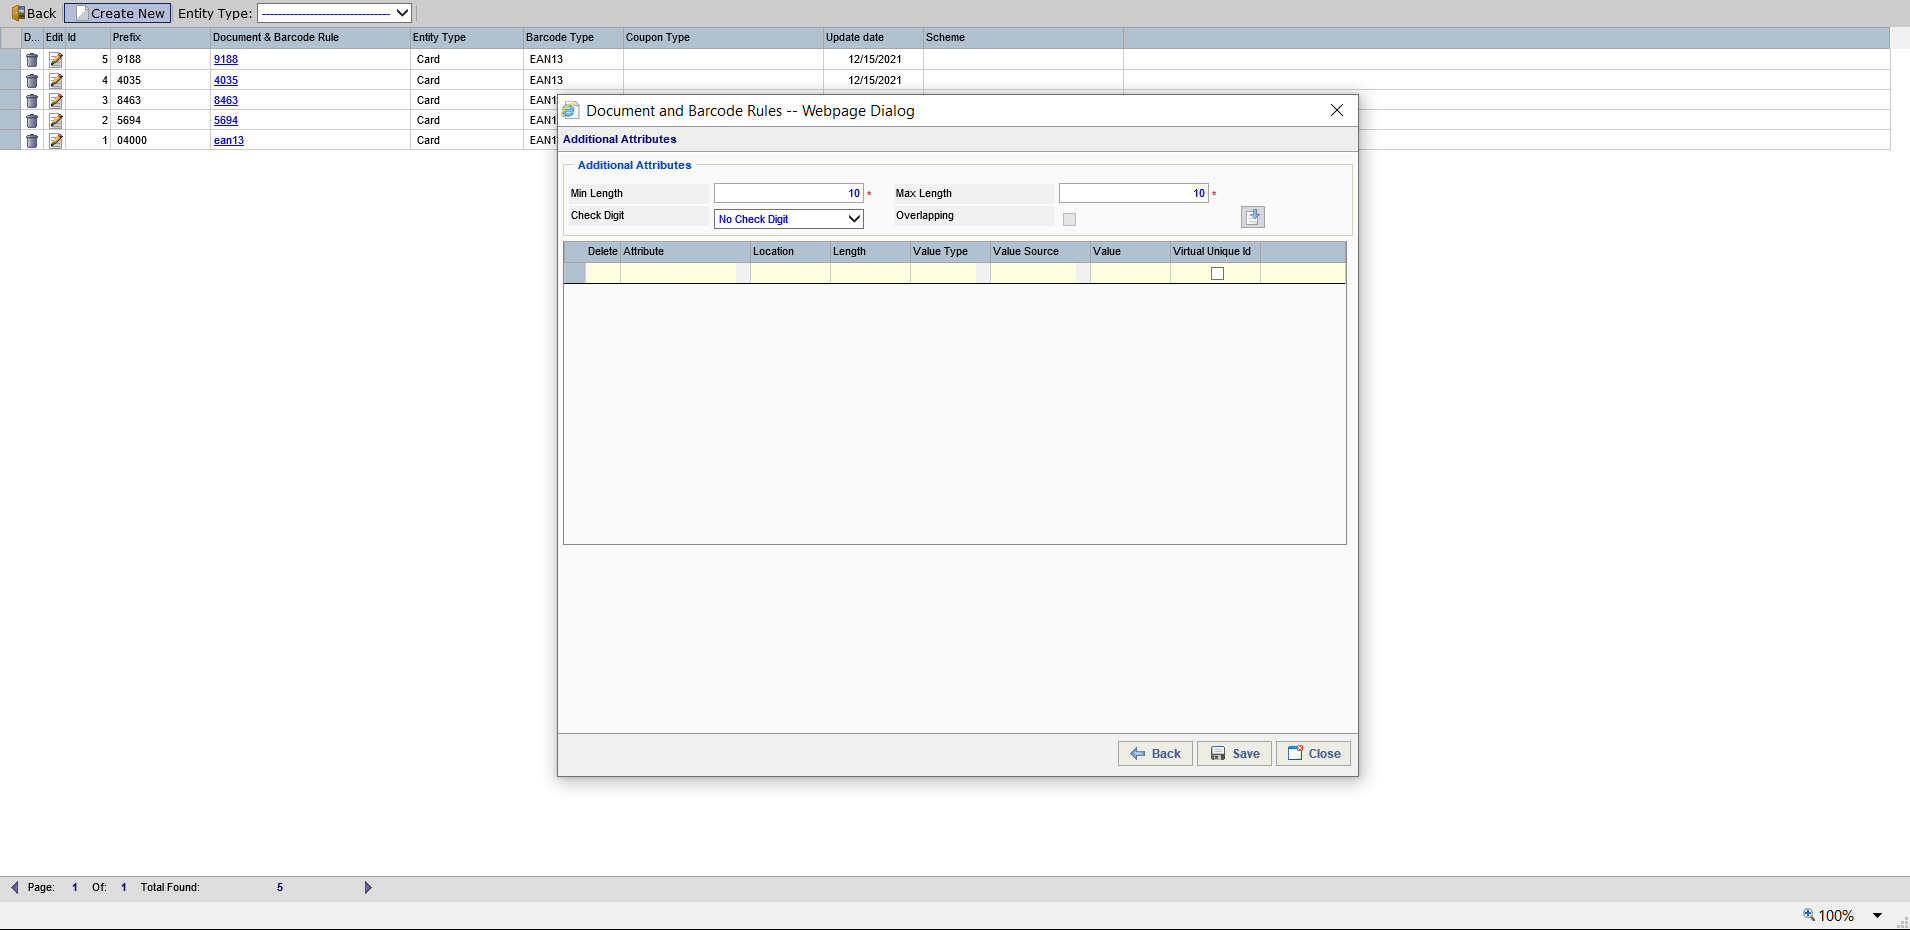 Back Create New Entity Type: --------------------------------
D... Edit Id Prefix Document & Barcode Rule Entity Type Barcode Type Coupon Type Update date Scheme
5 9188 9188 Card EAN13 12/15/2021
4 4035 4035 Card EAN13 12/15/2021
3 8463 8463 Card EAN1
2 5694 5694 Card EAN1
1 04000 ean13 Card EAN1
Document and Barcode Rules -- Webpage Dialog
Additional Attributes
Additional Attributes
Min Length 10 * Max Length 10 *
Check Digit No Check Digit Overlapping
Delete Attribute Location Length Value Type Value Source Value Virtual Unique Id
Back Save Close
Page: 1 Of: 1 Total Found: 5
100%